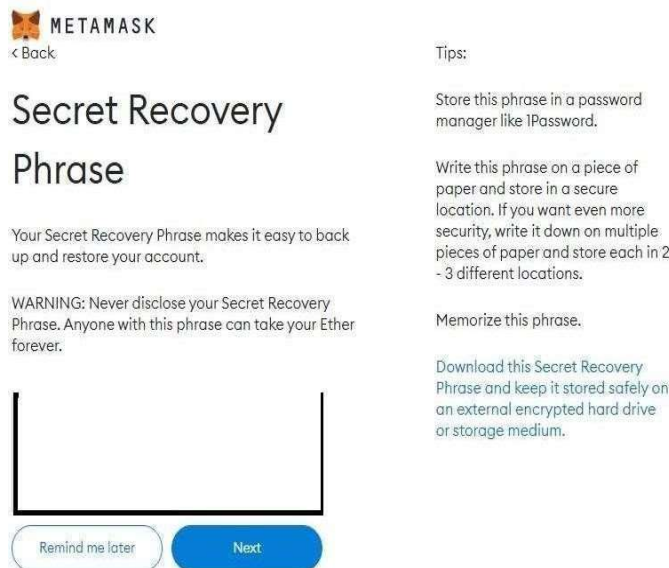 METAMASK
< Back
Secret Recovery
Phrase
Your Secret Recovery Phrase makes it easy to back
up and restore your account.
WARNING: Never disclose your Secret Recovery
Phrase. Anyone with this phrase can take your Ether
forever.
Remind me later
Next
Tips:
Store this phrase in a password
manager like 1Password.
Write this phrase on a piece of
paper and store in a secure
location. If you want even more
security, write it down on multiple
pieces of paper and store each in 2
- 3 different locations.
Memorize this phrase.
Download this Secret Recovery
Phrase and keep it stored safely on
an external encrypted hard drive
or storage medium.